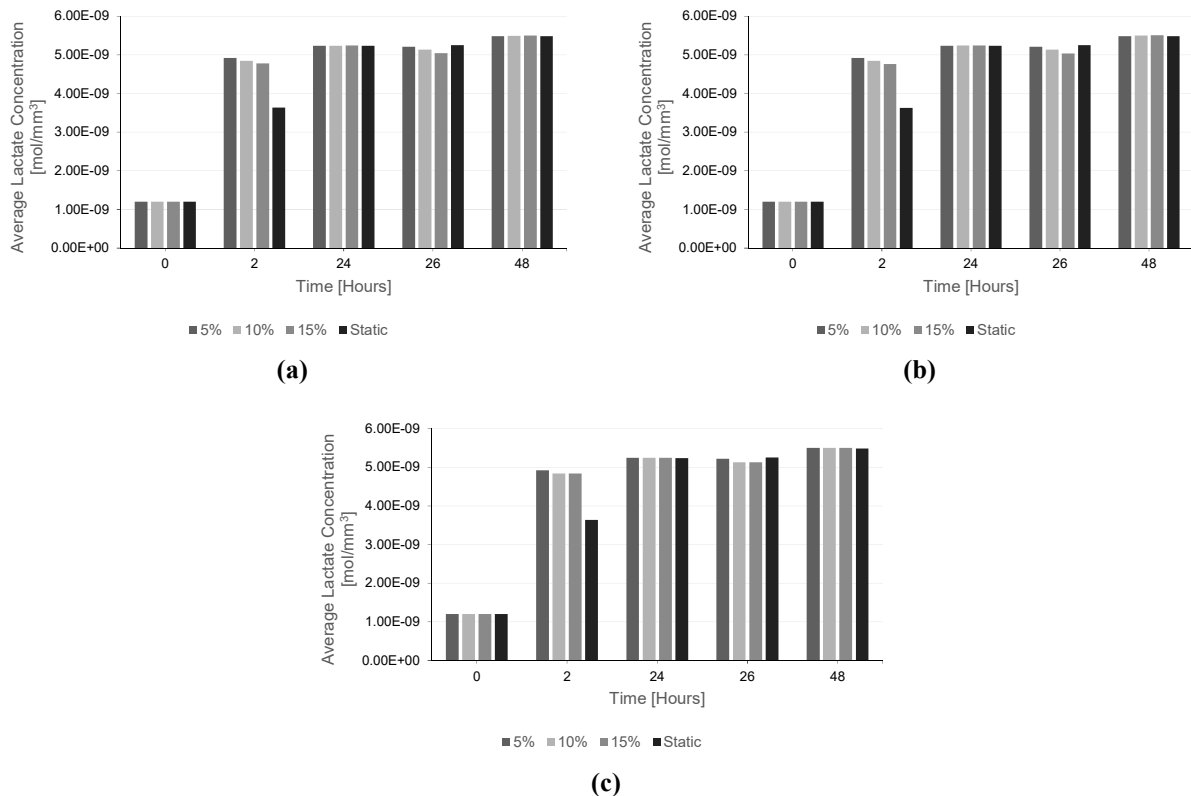 6.00E-09
5.00E-09
4.00E-09
3.00E-09
2.00E-09
1.00E-09
0.00E+00
Average Lactate Concentration
[mol/mm³]
0 2 24 26 48
Time [Hours]
5% 10% 15% Static
(a)
6.00E-09
5.00E-09
4.00E-09
3.00E-09
2.00E-09
1.00E-09
0.00E+00
Average Lactate Concentration
[mol/mm³]
0 2 24 26 48
Time [Hours]
5% 10% 15% Static
(b)
6.00E-09
5.00E-09
4.00E-09
3.00E-09
2.00E-09
1.00E-09
0.00E+00
Average Lactate Concentration
[mol/mm³]
0 2 24 26 48
Time [Hours]
5% 10% 15% Static
(c)